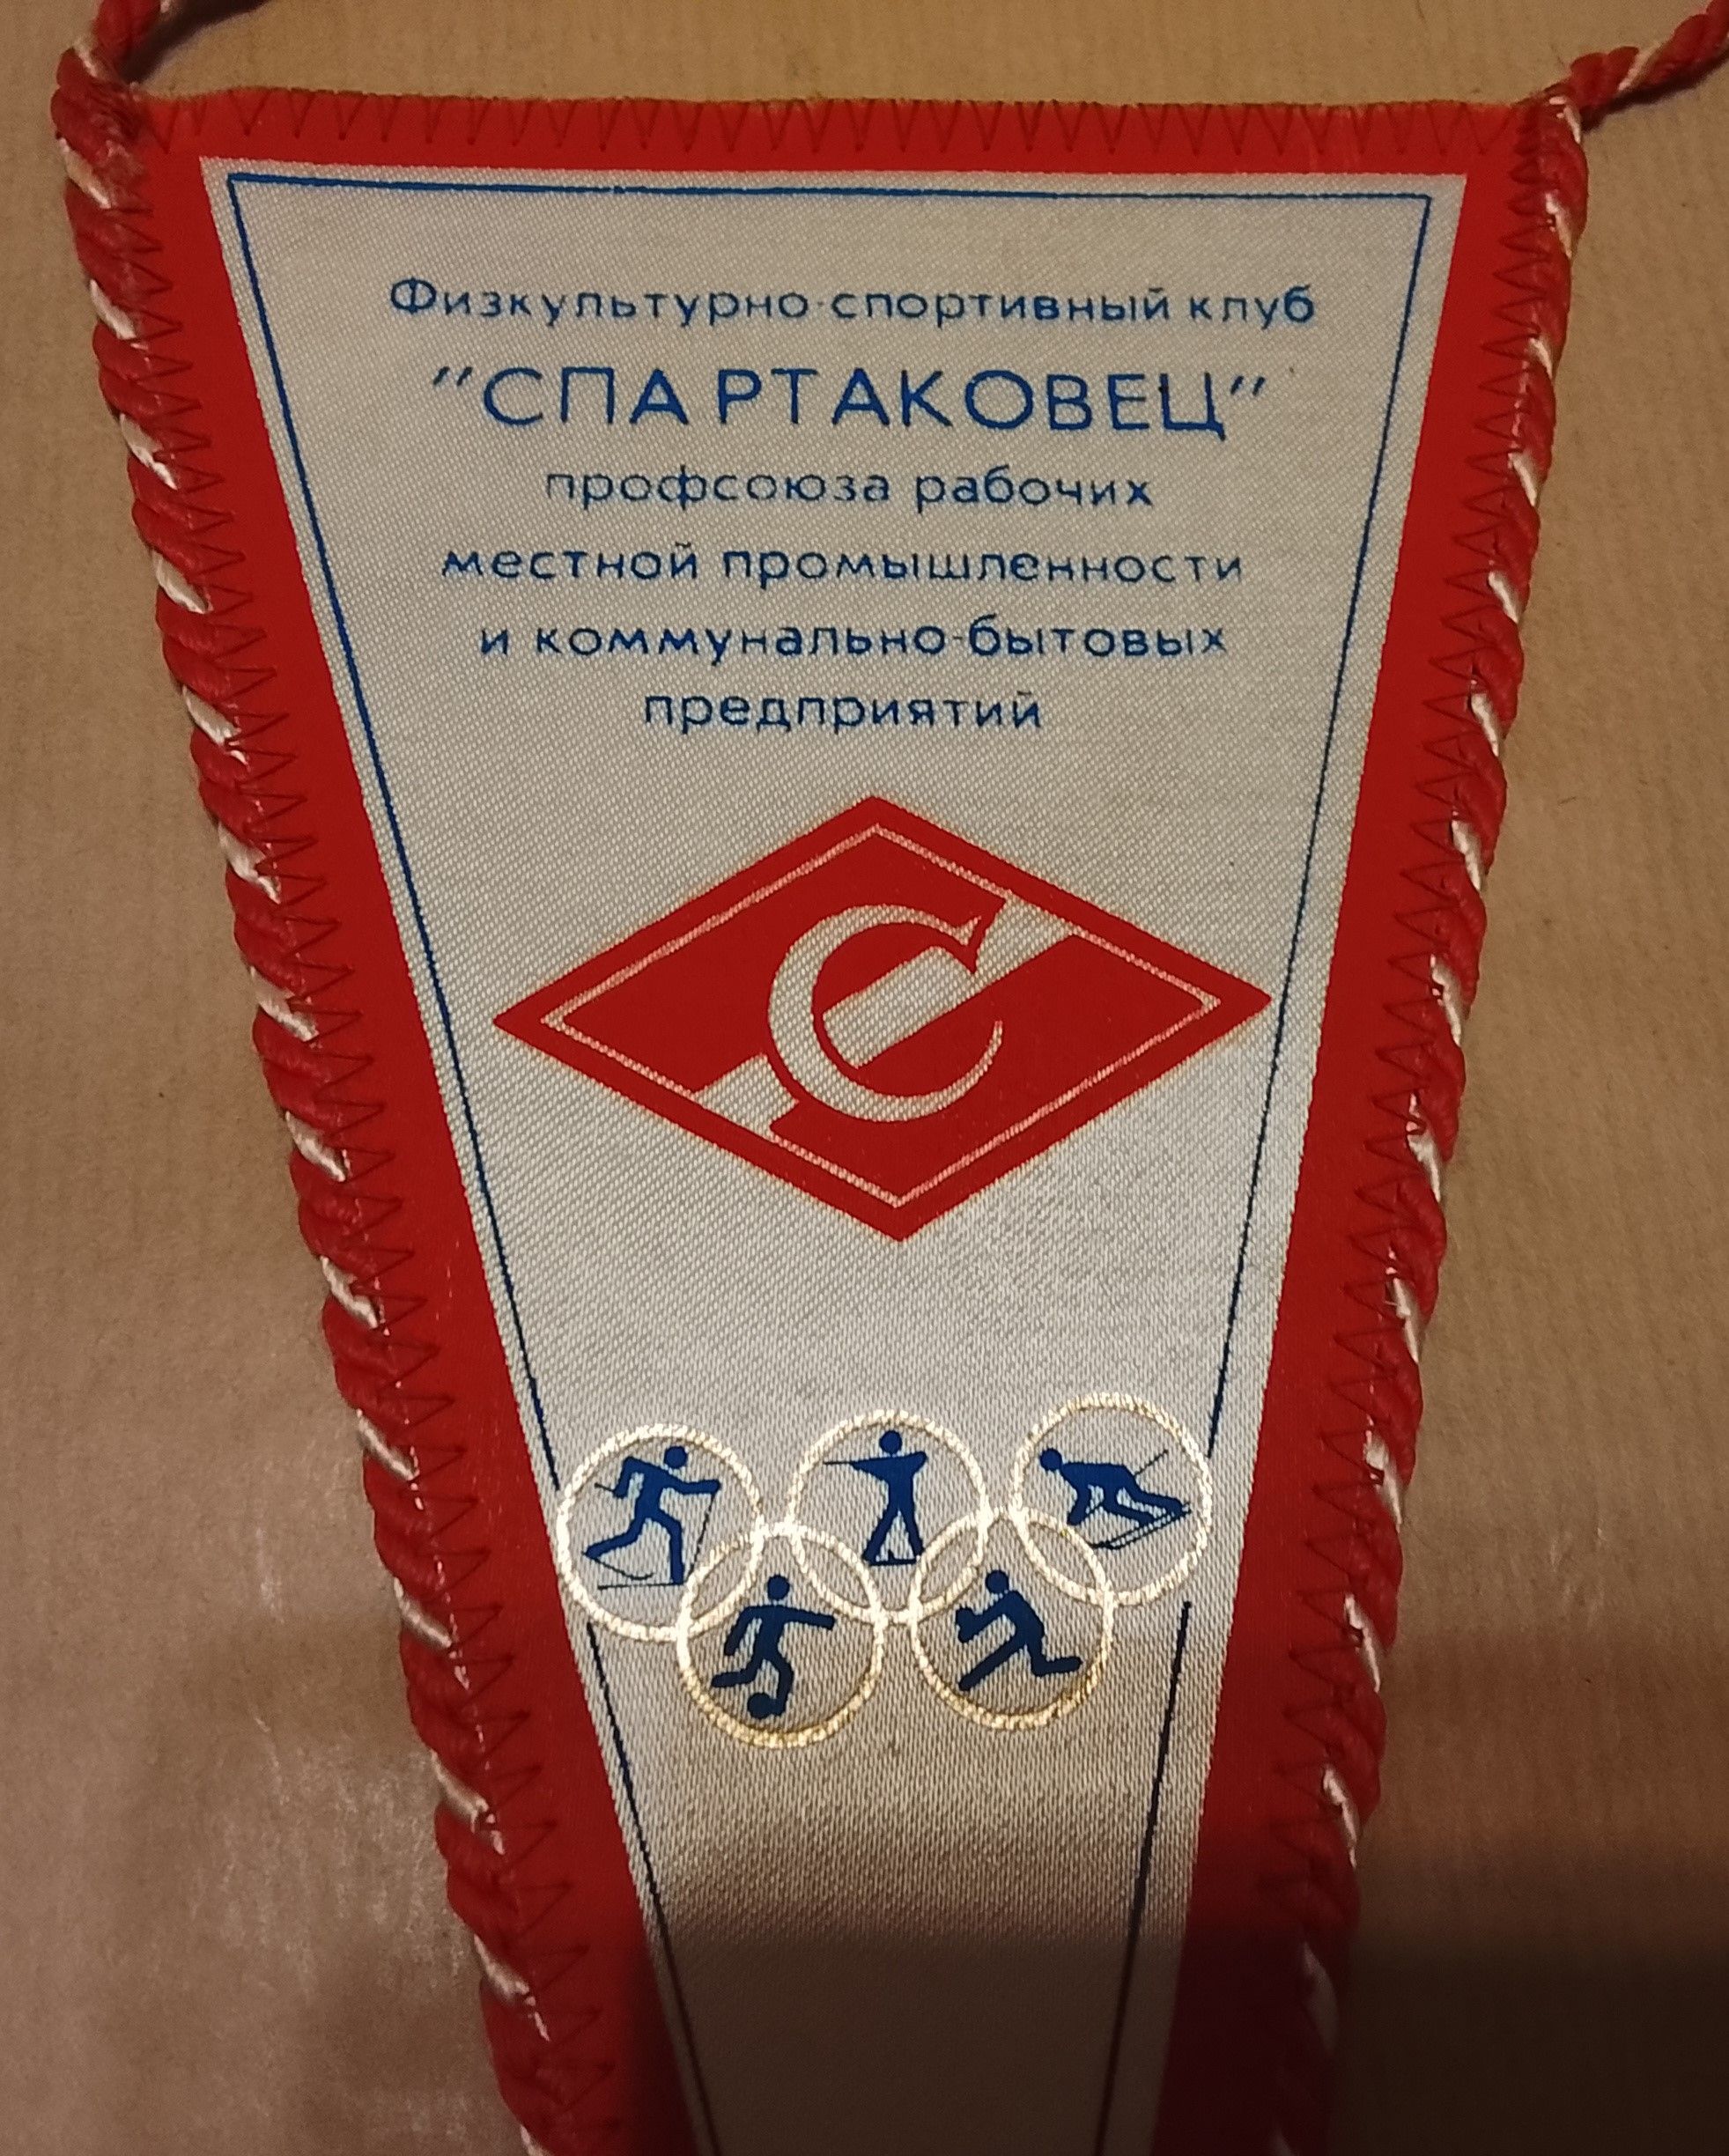 Физкультурно-спортивный клуб
"СПАРТАКОВЕЦ"
профсоюза рабочих
местной промышленности
и коммунально-бытовых
предприятий
С